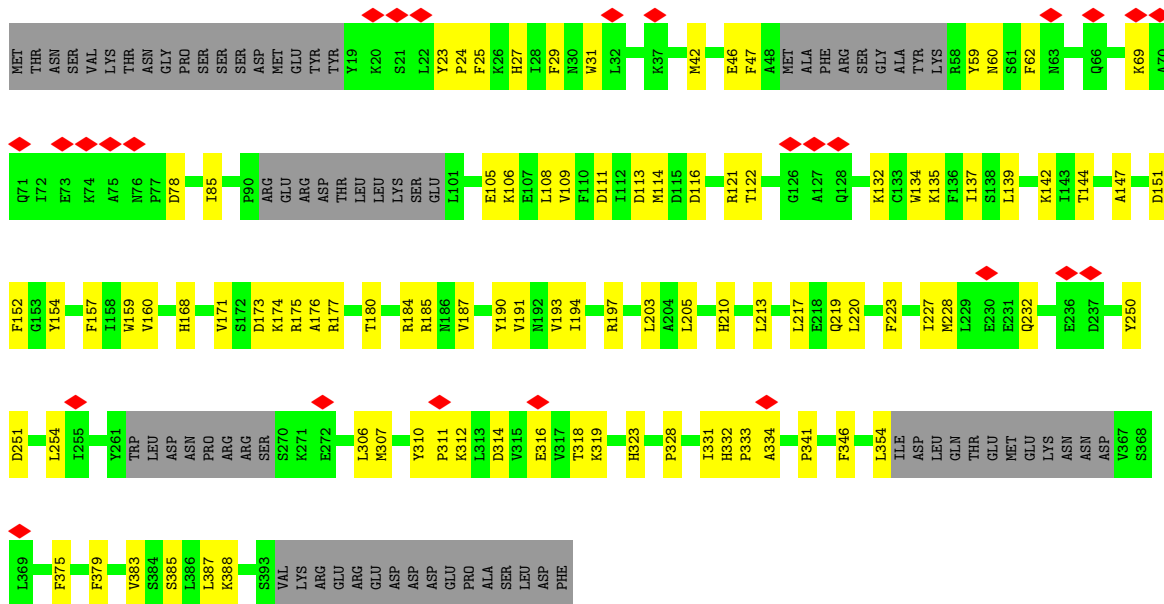 MET THR ASN SER VAL LYS THR ASN GLY PRO SER SER SER SER ASP MET GLU TYR TYR Y19 K20 S21 L22 Y23 P24 F25 K26 H27 I28 F29 N30 W31 L32 K37 M42 E46 F47 A48 MET ALA PHE ARG SER GLY ALA TYR LYS R58 Y59 N60 S61 F62 N63 Q66 K69 A70
Q71 I72 E73 K74 A75 N76 P77 D78 I85 P90 ARG GLU ARG ASP THR LEU LEU LYS SER GLU L101 E105 K106 E107 L108 V109 F110 D111 I112 D113 M114 D115 D116 R121 T122 G126 A127 Q128 K132 C133 W134 K135 F136 I137 S138 L139 K142 I143 T144 A147 D151
F152 G153 Y154 F157 I158 W159 V160 H168 V171 S172 D173 K174 R175 A176 R177 T180 R184 R185 N186 V187 Y190 V191 N192 V193 I194 R197 L203 A204 L205 H210 L213 L217 E218 Q219 L220 F223 I227 M228 L229 E230 E231 Q232 E236 D237 Y250
D251 L254 I255 Y261 TRP LEU ASP ASN PRO ARG ARG SER S270 K271 E272 L306 M307 Y310 P311 K312 L313 D314 V315 E316 V317 T318 K319 H323 P328 I331 H332 P333 A334 P341 F346 L354 ILE ASP LEU GLN THR GLU MET GLU LYS ASN ASN ASP V367 S368
L369 F375 F379 V383 S384 S385 L386 L387 K388 S393 VAL LYS ARG GLU ARG GLU ASP ASP ASP GLU PRO ALA SER LEU ASP PHE